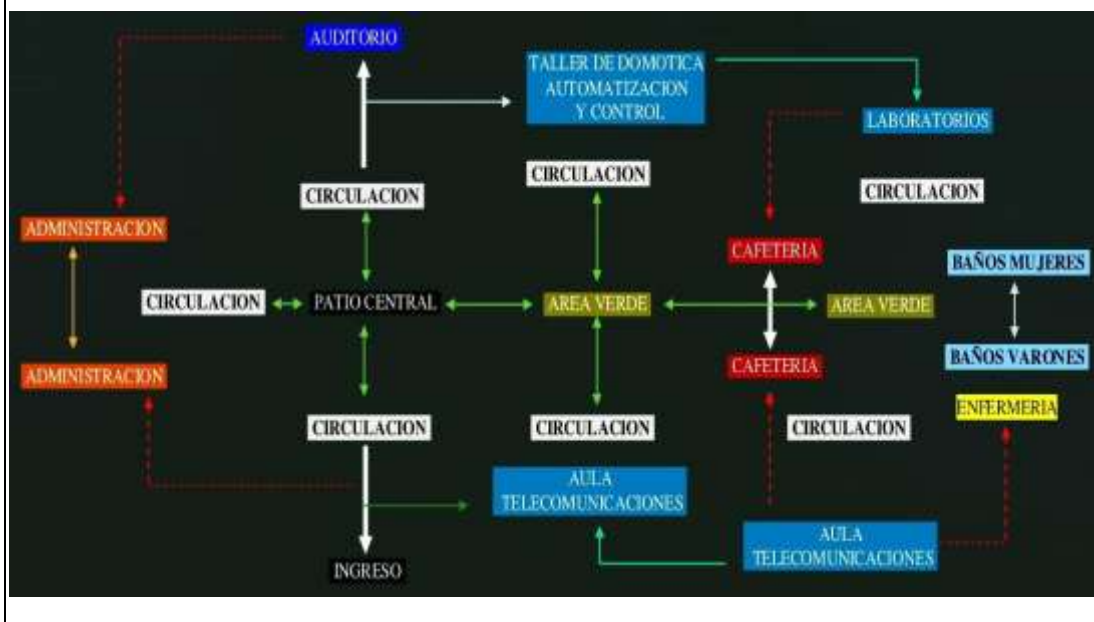 AUDITORIO
TALLER DE DOMOTICA
AUTOMATIZACION
Y CONTROL
LABORATORIOS
CIRCULACION
CIRCULACION
CIRCULACION
ADMINISTRACION
CAFETERIA
BAÑOS MUJERES
CIRCULACION
PATIO CENTRAL
AREA VERDE
AREA VERDE
ADMINISTRACION
CAFETERIA
BAÑOS VARONES
ENFERMERIA
CIRCULACION
CIRCULACION
CIRCULACION
AULA
TELECOMUNICACIONES
AULA
TELECOMUNICACIONES
INGRESO